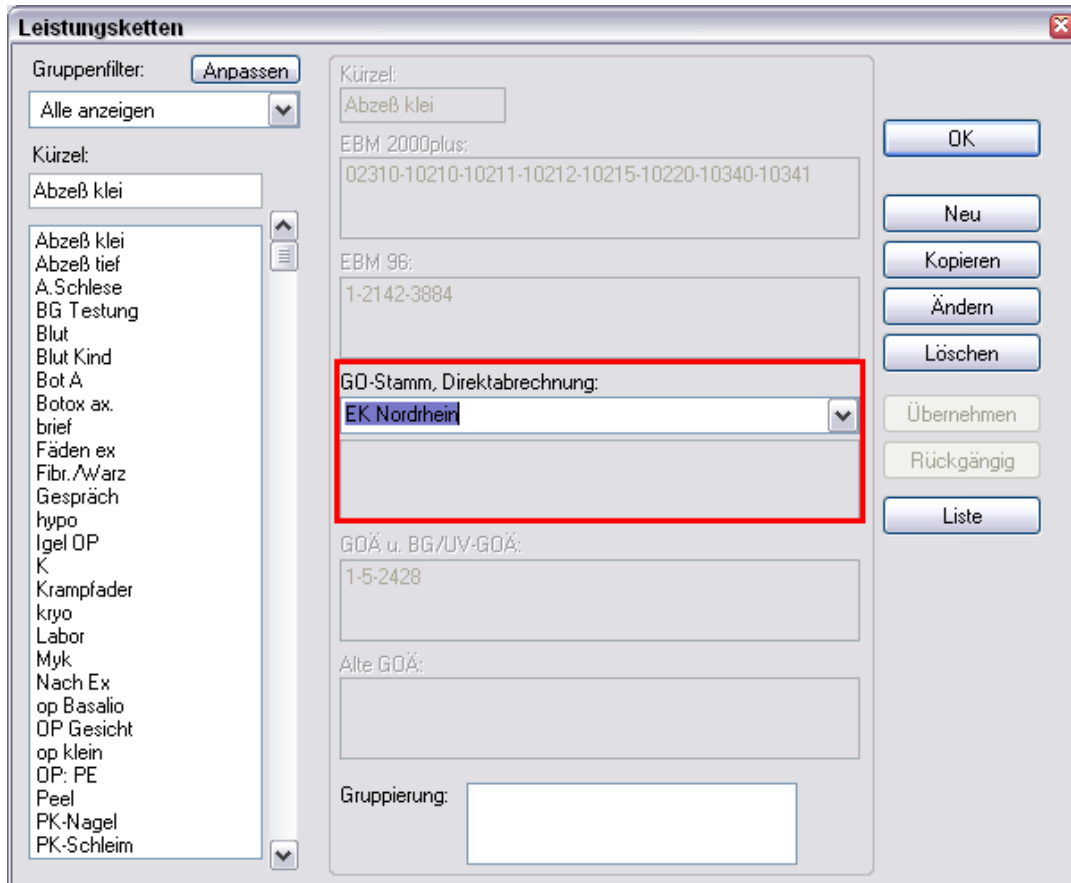 Leistungsketten
Gruppenfilter:
Anpassen
Alle anzeigen
Kürzel:
Abzeß klei
Abzeß klei
Abzeß tief
A.Schlese
BG Testung
Blut
Blut Kind
Bot A
Botox ax.
brief
Fäden ex
Fibr./Warz
Gespräch
hypo
Igel OP
K
Krampfader
kryo
Labor
Myk
Nach Ex
op Basalio
OP Gesicht
op klein
OP: PE
Peel
PK-Nagel
PK-Schleim
Kürzel:
Abzeß klei
EBM 2000plus:
02310-10210-10211-10212-10215-10220-10340-10341
EBM 96:
1-2142-3884
GO-Stamm, Direktabrechnung:
EK Nordrhein
GOÄ u. BG/UV-GOÄ:
1-5-2428
Alte GOÄ:
Gruppierung:
OK
Neu
Kopieren
Ändern
Löschen
Übernehmen
Rückgängig
Liste